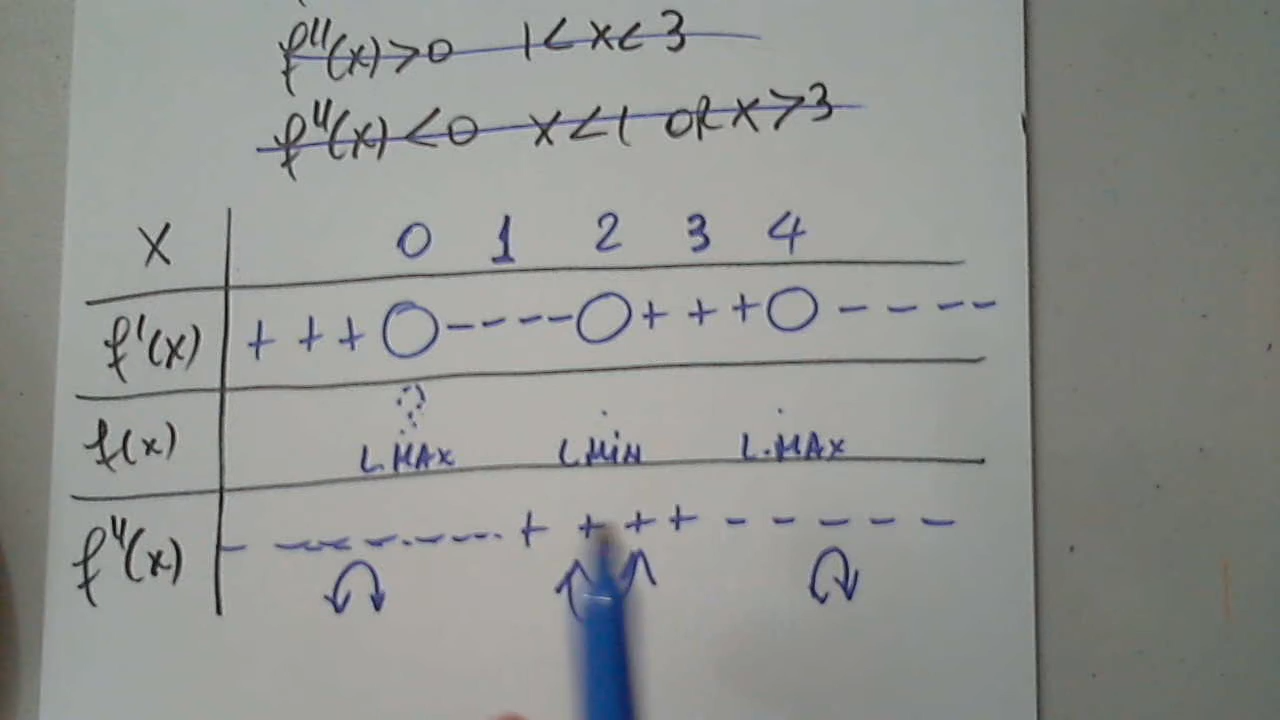 f''(x)>0 1<x<3
f''(x)<0 x<1 OR x>3
x 0 1 2 3 4
f'(x) + + + 0 - - - - 0 + + + 0 - - - -
f(x) L.MAX L MiN L.MAX
f''(x) - - - - - - - + + + + - - - - -